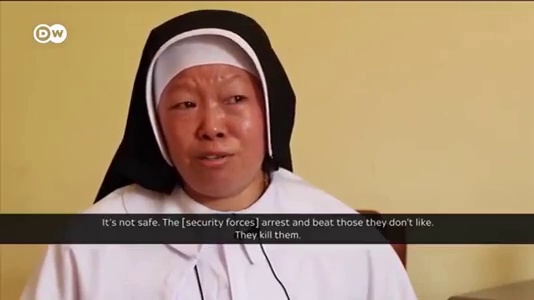 DW
It's not safe. The [security forces] arrest and beat those they don't like.
They kill them.